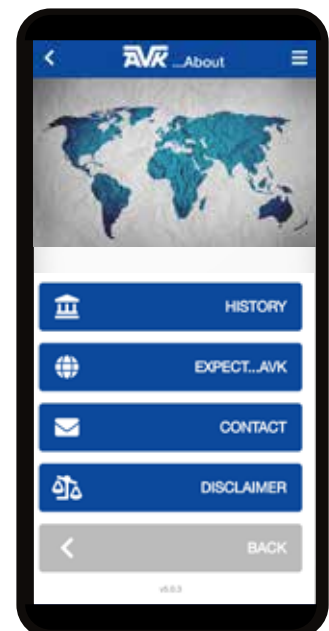 AVK ...About
HISTORY
EXPECT...AVK
CONTACT
DISCLAIMER
BACK
v5.0.3